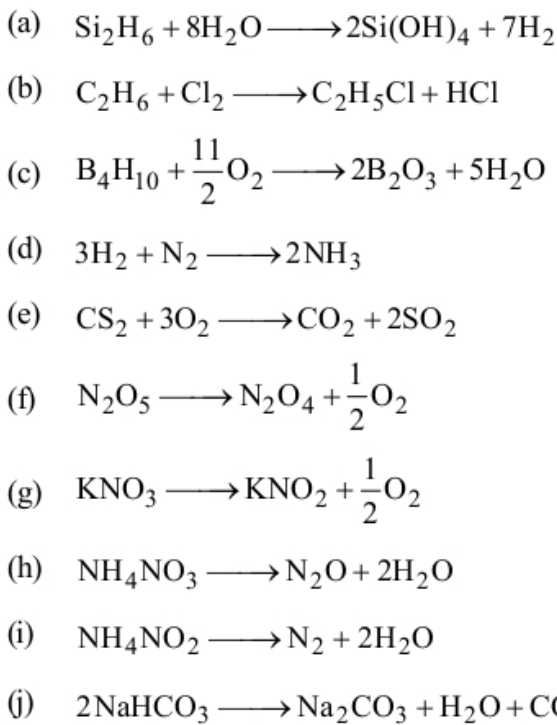 (a) Si₂H₆ + 8H₂O ⟶ 2Si(OH)₄ + 7H₂
(b) C₂H₆ + Cl₂ ⟶ C₂H₅Cl + HCl
(c) B₄H₁₀ + 11/2 O₂ ⟶ 2B₂O₃ + 5H₂O
(d) 3H₂ + N₂ ⟶ 2NH₃
(e) CS₂ + 3O₂ ⟶ CO₂ + 2SO₂
(f) N₂O₅ ⟶ N₂O₄ + 1/2 O₂
(g) KNO₃ ⟶ KNO₂ + 1/2 O₂
(h) NH₄NO₃ ⟶ N₂O + 2H₂O
(i) NH₄NO₂ ⟶ N₂ + 2H₂O
(j) 2NaHCO₃ ⟶ Na₂CO₃ + H₂O +